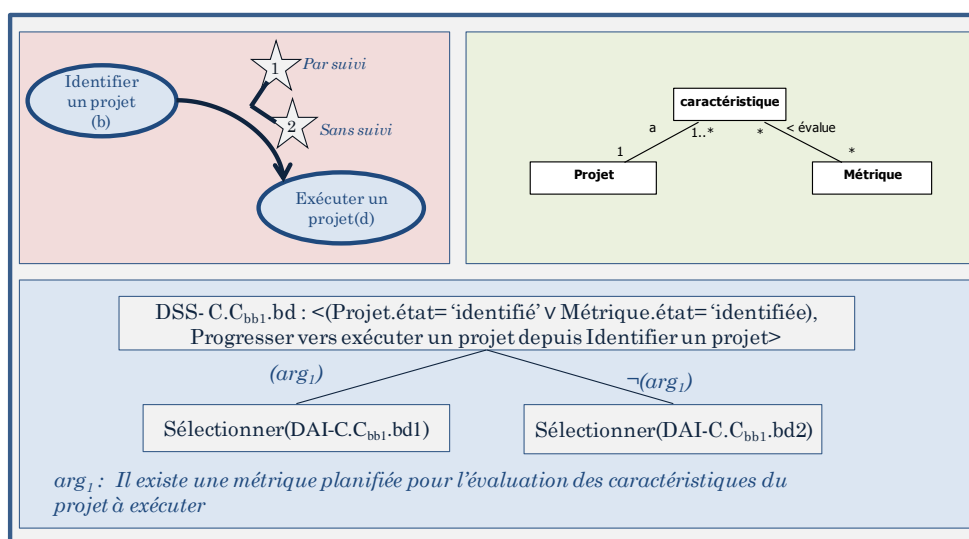 Identifier
un projet
(b)
1
Par suivi
2
Sans suivi
Exécuter un
projet(d)
caractéristique
a
1..*
*
< évalue
1
*
Projet
Métrique
DSS- C.Cbb1.bd : <(Projet.état= ‘identifié’ ∨ Métrique.état= ‘identifiée),
Progresser vers exécuter un projet depuis Identifier un projet>
(arg1)
¬(arg1)
Sélectionner(DAI-C.Cbb1.bd1)
Sélectionner(DAI-C.Cbb1.bd2)
arg1 : Il existe une métrique planifiée pour l’évaluation des caractéristiques du
projet à exécuter